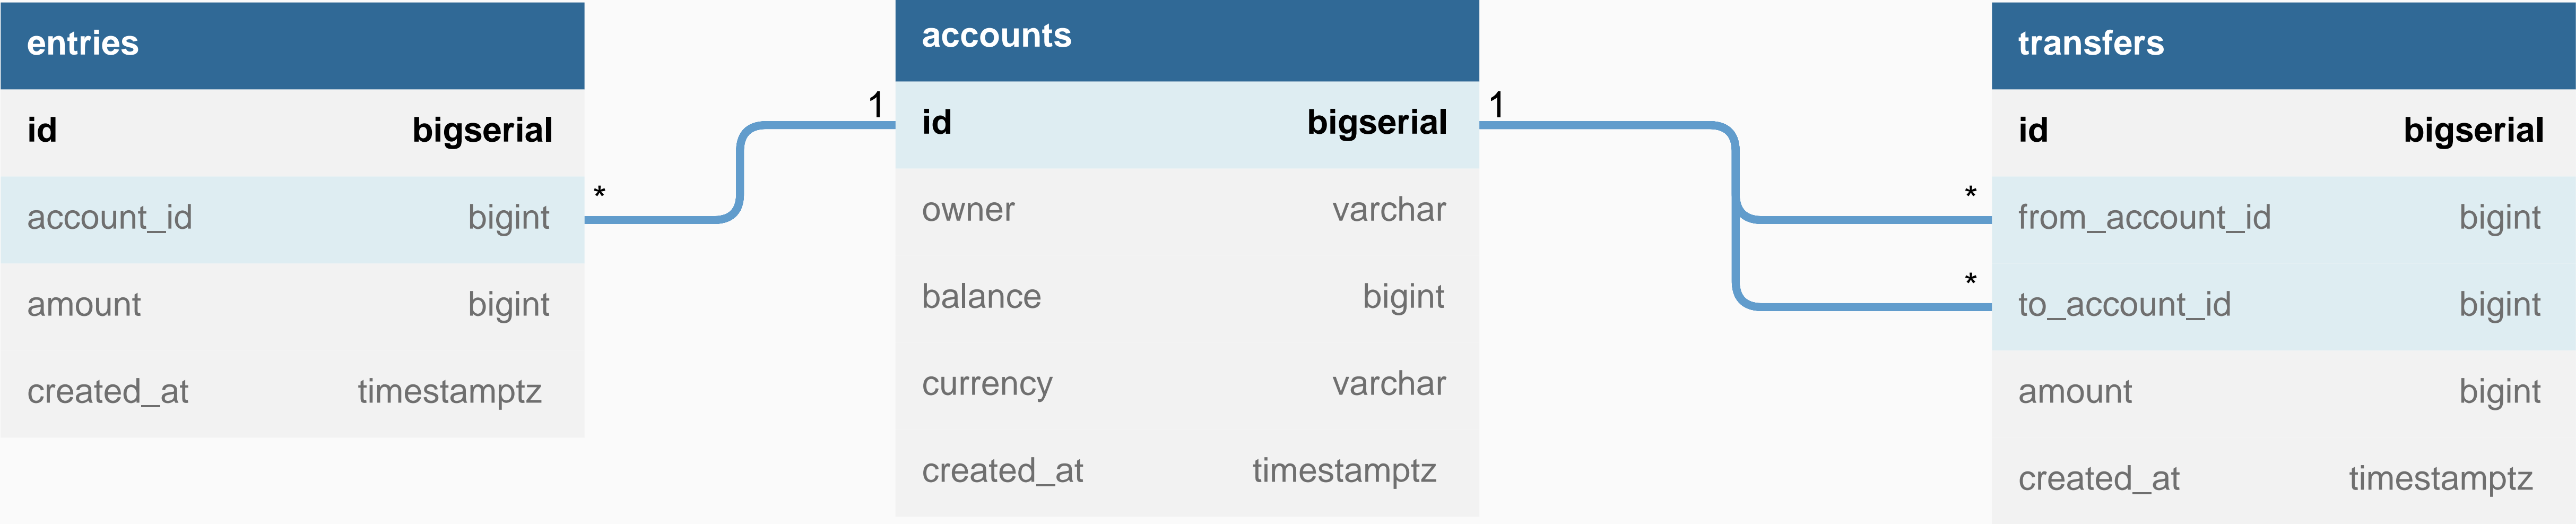 entries
id bigserial
account_id bigint
amount bigint
created_at timestamptz
*
1
accounts
id bigserial
owner varchar
balance bigint
currency varchar
created_at timestamptz
1
*
*
transfers
id bigserial
from_account_id bigint
to_account_id bigint
amount bigint
created_at timestamptz